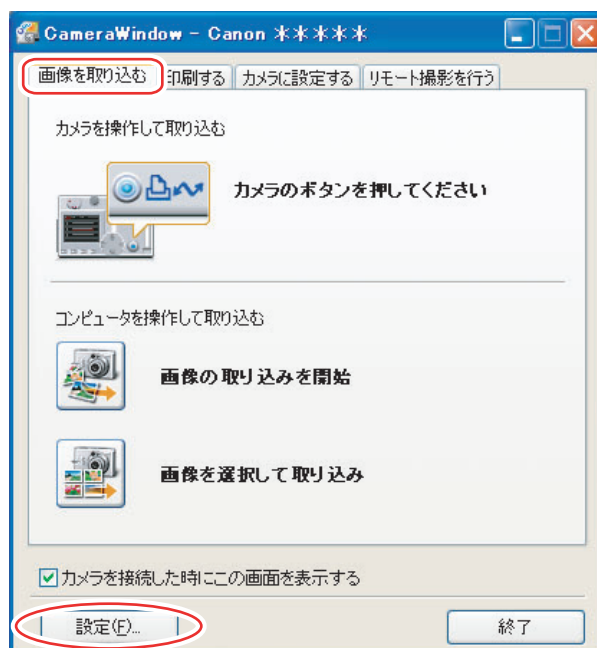 CameraWindow - Canon *****
画像を取り込む 印刷する カメラに設定する リモート撮影を行う
カメラを操作して取り込む
カメラのボタンを押してください
コンピュータを操作して取り込む
画像の取り込みを開始
画像を選択して取り込み
カメラを接続した時にこの画面を表示する
設定(F)... 終了